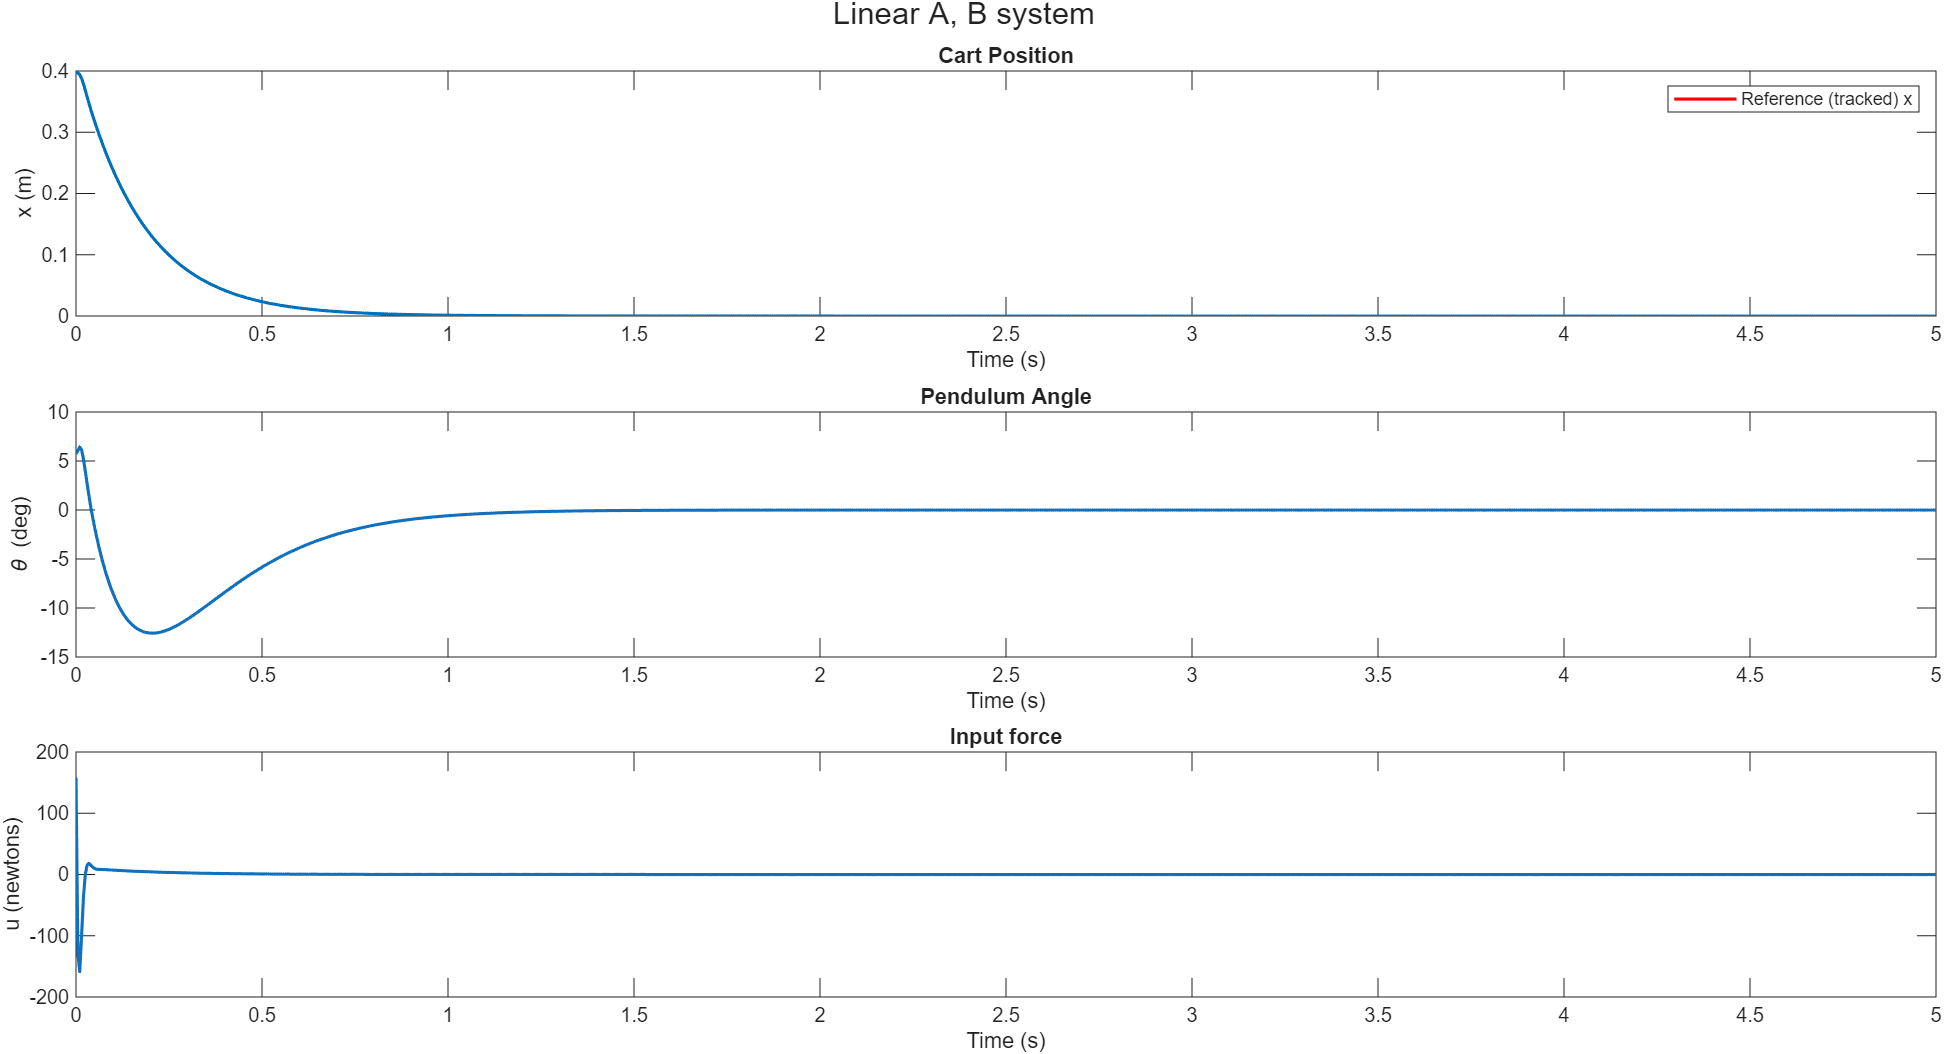 Linear A, B system
Cart Position
0.4
0.3
0.2
0.1
0
x (m)
Reference (tracked) x
0 0.5 1 1.5 2 2.5 3 3.5 4 4.5 5
Time (s)
Pendulum Angle
10
5
0
-5
-10
-15
θ (deg)
0 0.5 1 1.5 2 2.5 3 3.5 4 4.5 5
Time (s)
Input force
200
100
0
-100
-200
u (newtons)
0 0.5 1 1.5 2 2.5 3 3.5 4 4.5 5
Time (s)